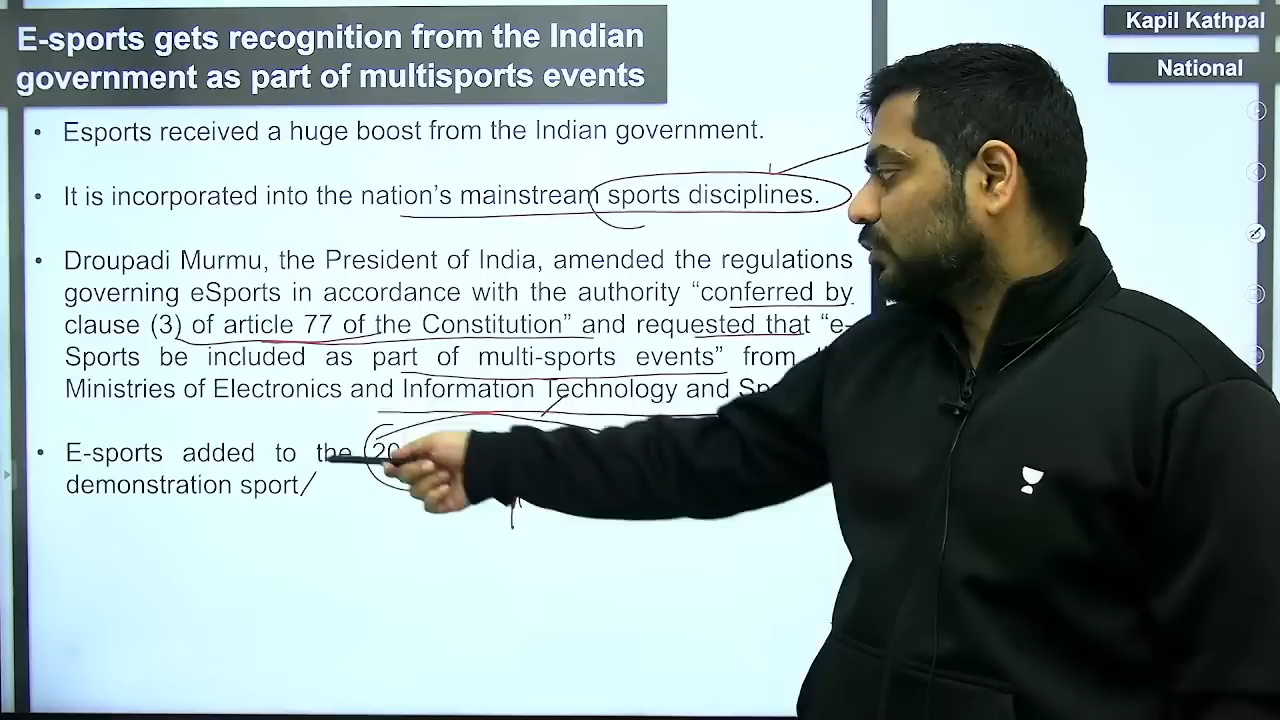 E-sports gets recognition from the Indian
government as part of multisports events
Kapil Kathpal
National
• Esports received a huge boost from the Indian government.
• It is incorporated into the nation’s mainstream sports disciplines.
• Droupadi Murmu, the President of India, amended the regulations
governing eSports in accordance with the authority “conferred by
clause (3) of article 77 of the Constitution” and requested that “e-
Sports be included as part of multi-sports events” from
Ministries of Electronics and Information Technology and
• E-sports added to the
demonstration sport